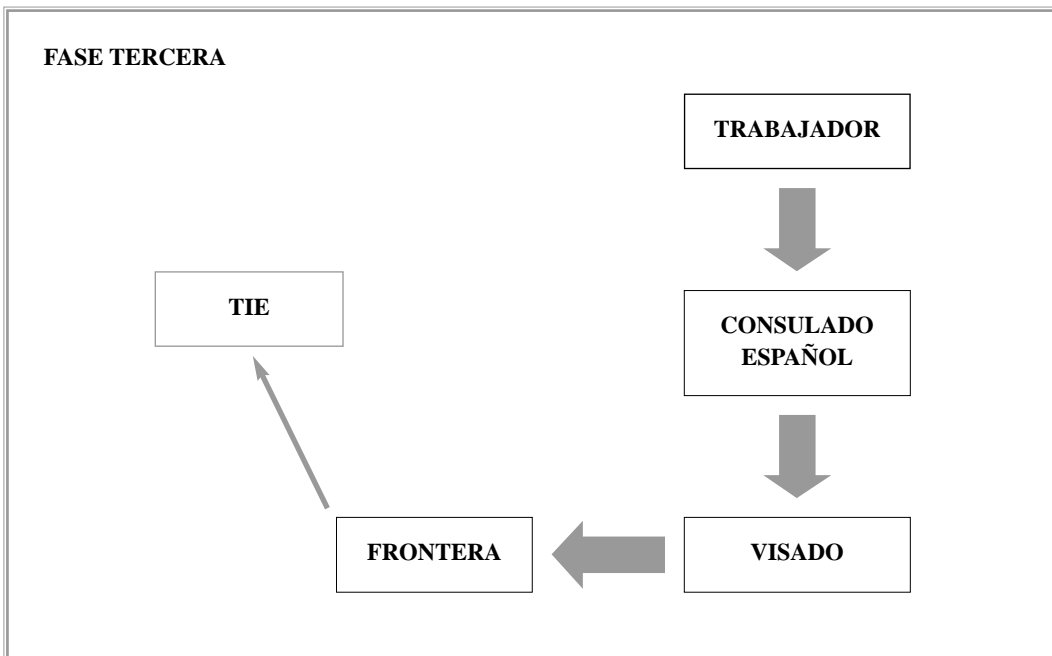 FASE TERCERA
TRABAJADOR
CONSULADO
ESPAÑOL
VISADO
FRONTERA
TIE